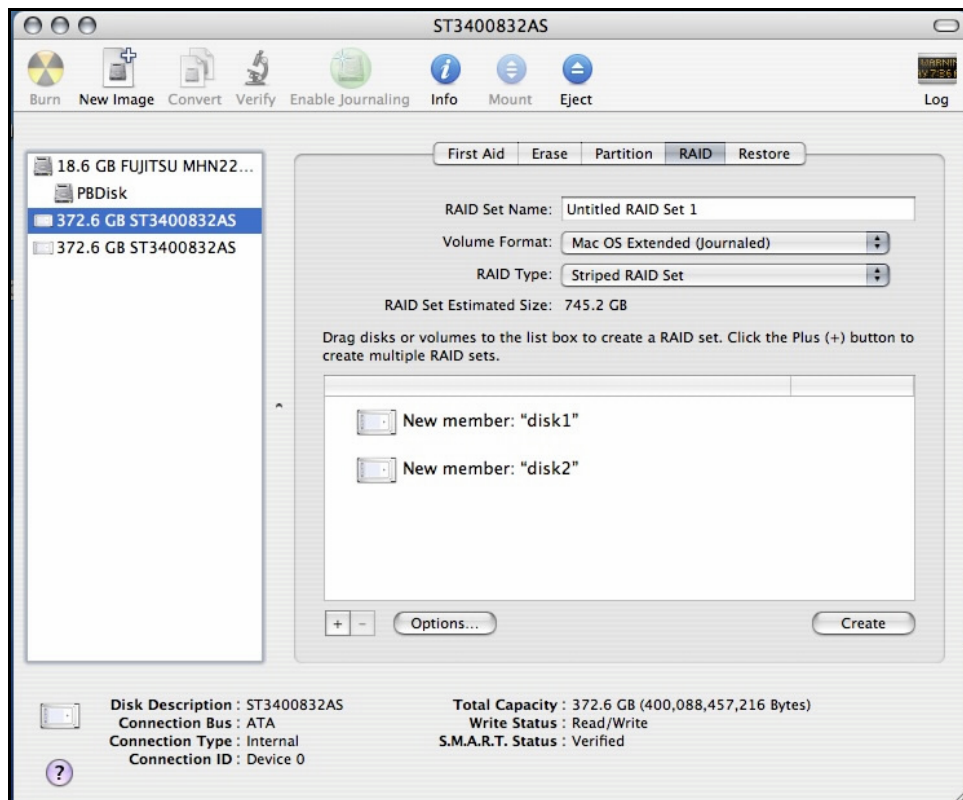 ST3400832AS
Burn New Image Convert Verify Enable Journaling Info Mount Eject Log
18.6 GB FUJITSU MHN22...
PBDisk
372.6 GB ST3400832AS
372.6 GB ST3400832AS
First Aid Erase Partition RAID Restore
RAID Set Name: Untitled RAID Set 1
Volume Format: Mac OS Extended (Journaled)
RAID Type: Striped RAID Set
RAID Set Estimated Size: 745.2 GB
Drag disks or volumes to the list box to create a RAID set. Click the Plus (+) button to
create multiple RAID sets.
New member: “disk1”
New member: “disk2”
+ − Options... Create
Disk Description : ST3400832AS
Connection Bus : ATA
Connection Type : Internal
Connection ID : Device 0
Total Capacity : 372.6 GB (400,088,457,216 Bytes)
Write Status : Read/Write
S.M.A.R.T. Status : Verified
?